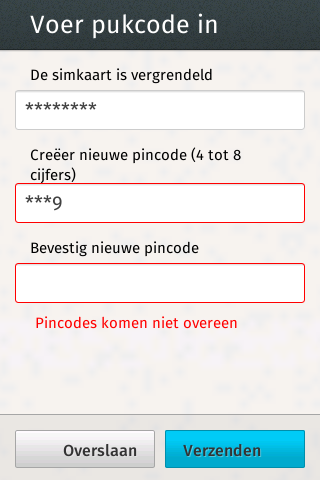 Voer pukcode in
De simkaart is vergrendeld
********
Creëer nieuwe pincode (4 tot 8
cijfers)
***9
Bevestig nieuwe pincode
Pincodes komen niet overeen
Overslaan
Verzenden